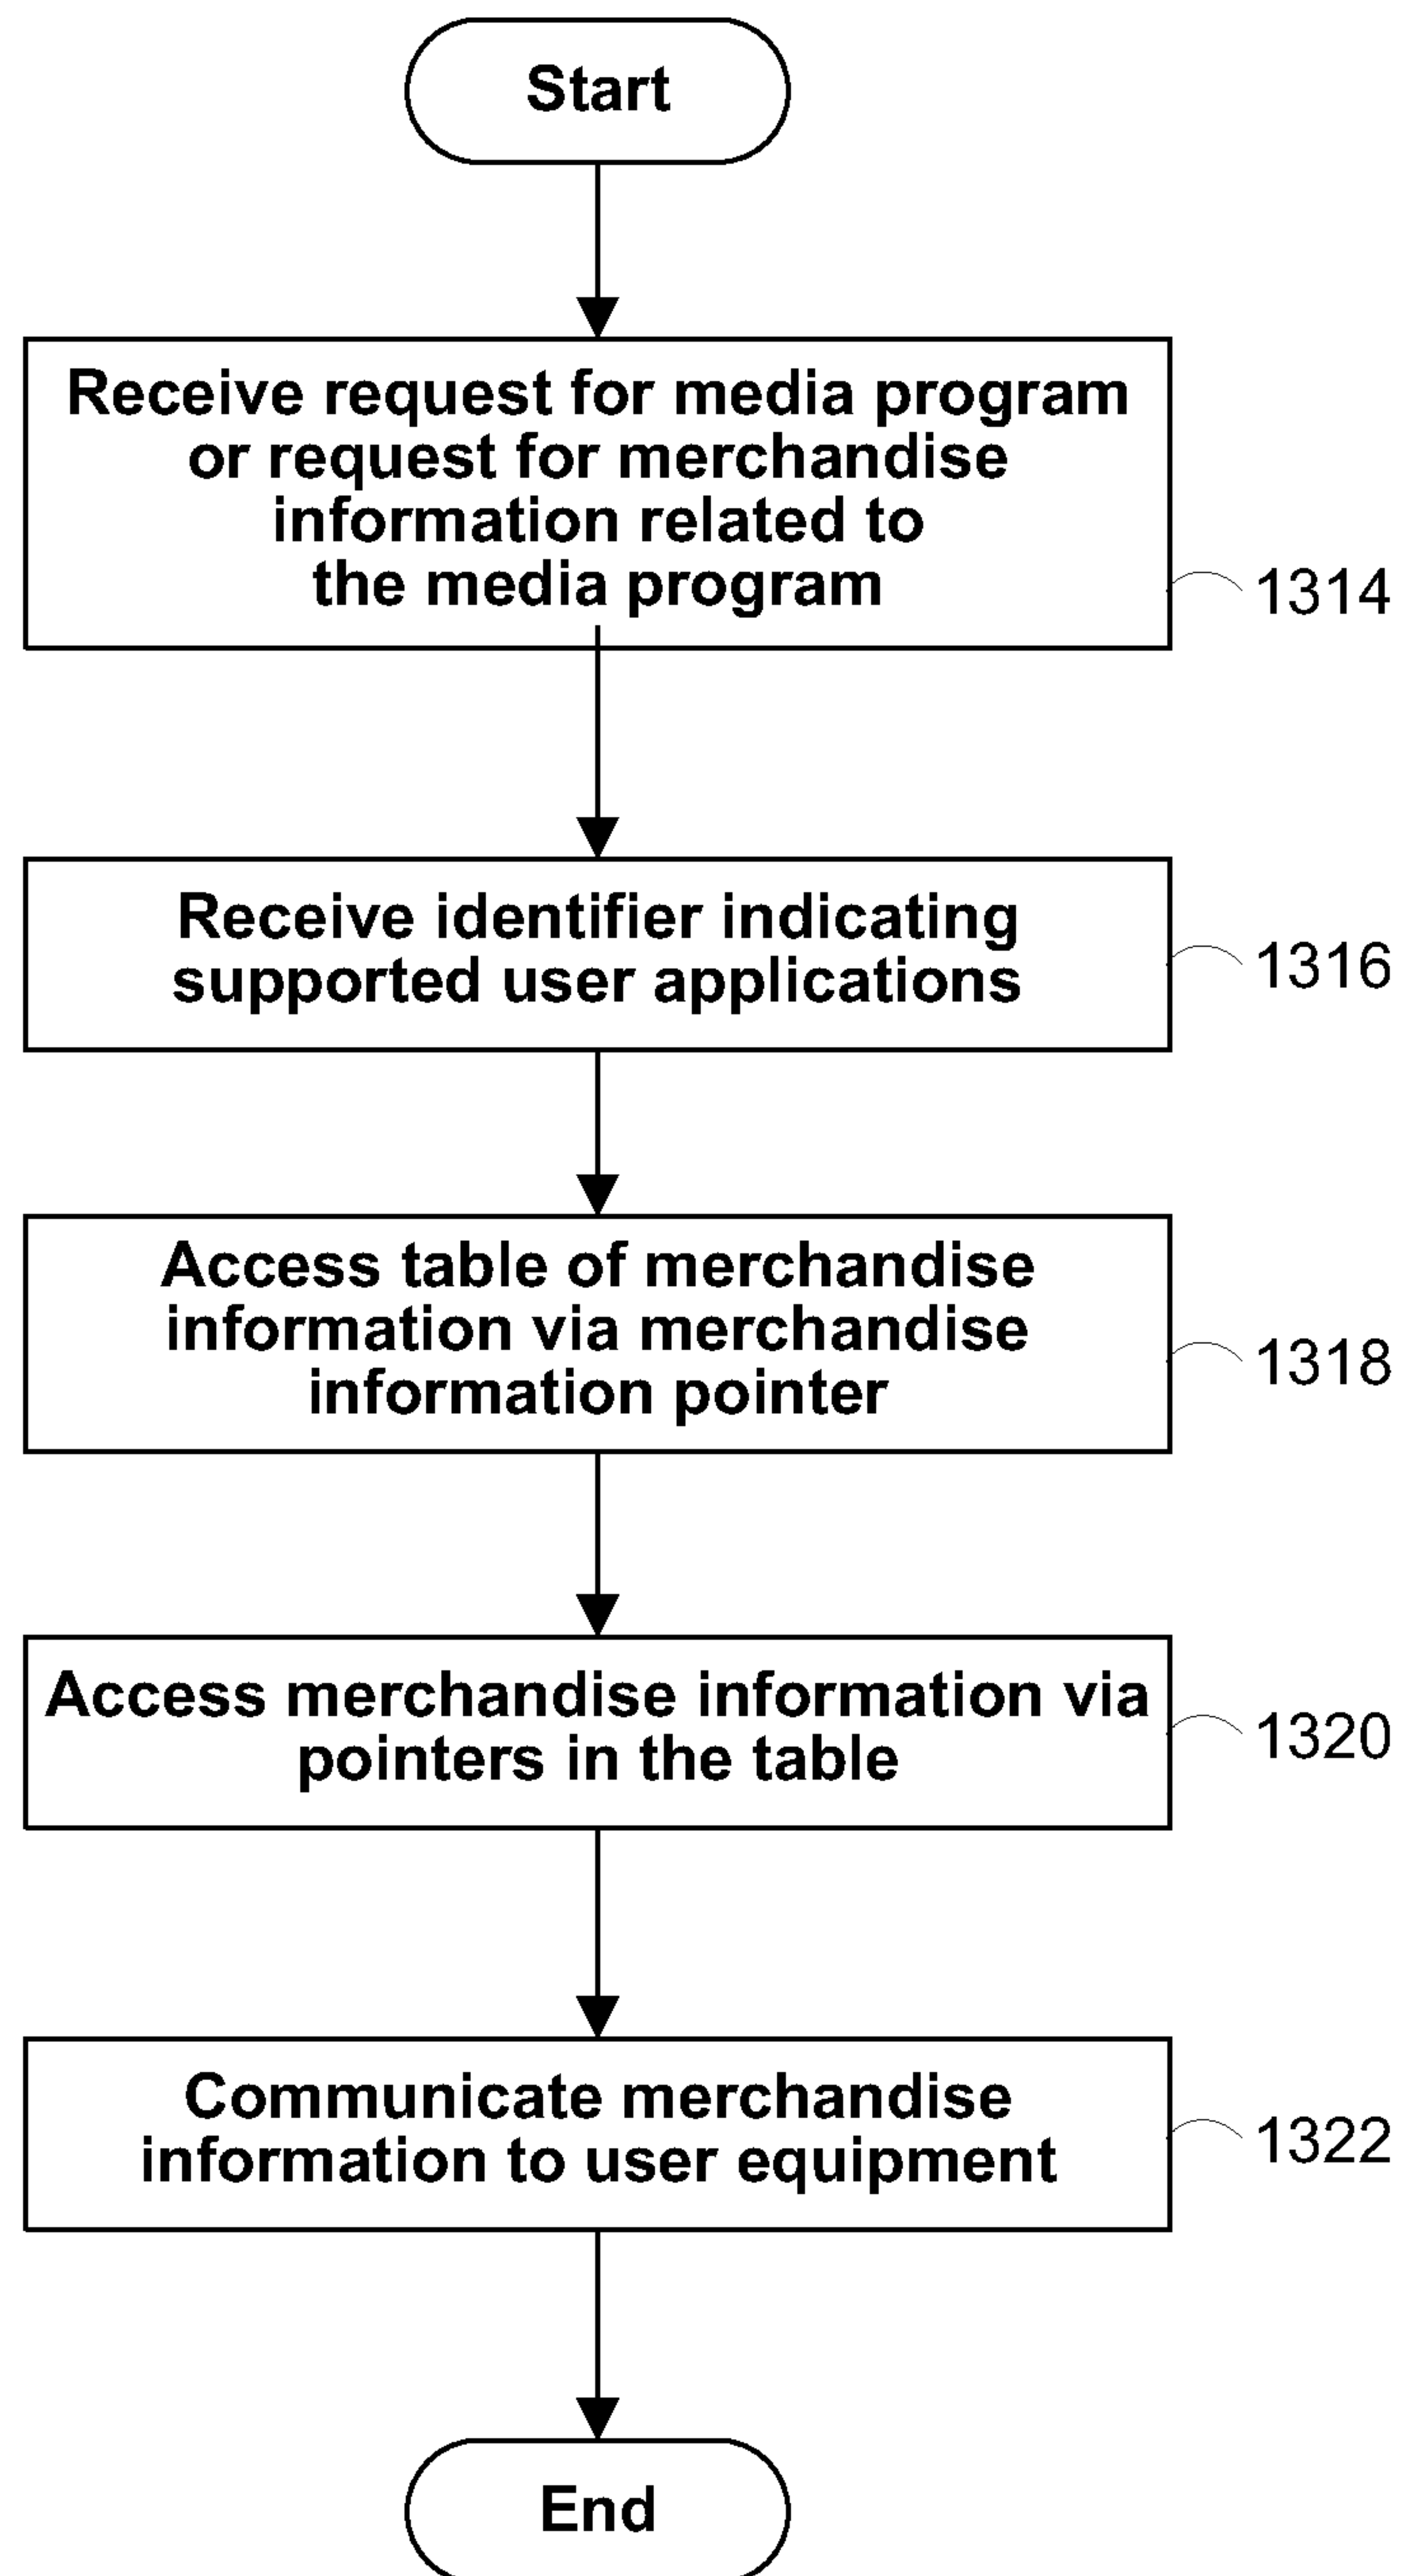 Start
Receive request for media program
or request for merchandise
information related to
the media program
1314
Receive identifier indicating
supported user applications
1316
Access table of merchandise
information via merchandise
information pointer
1318
Access merchandise information via
pointers in the table
1320
Communicate merchandise
information to user equipment
1322
End